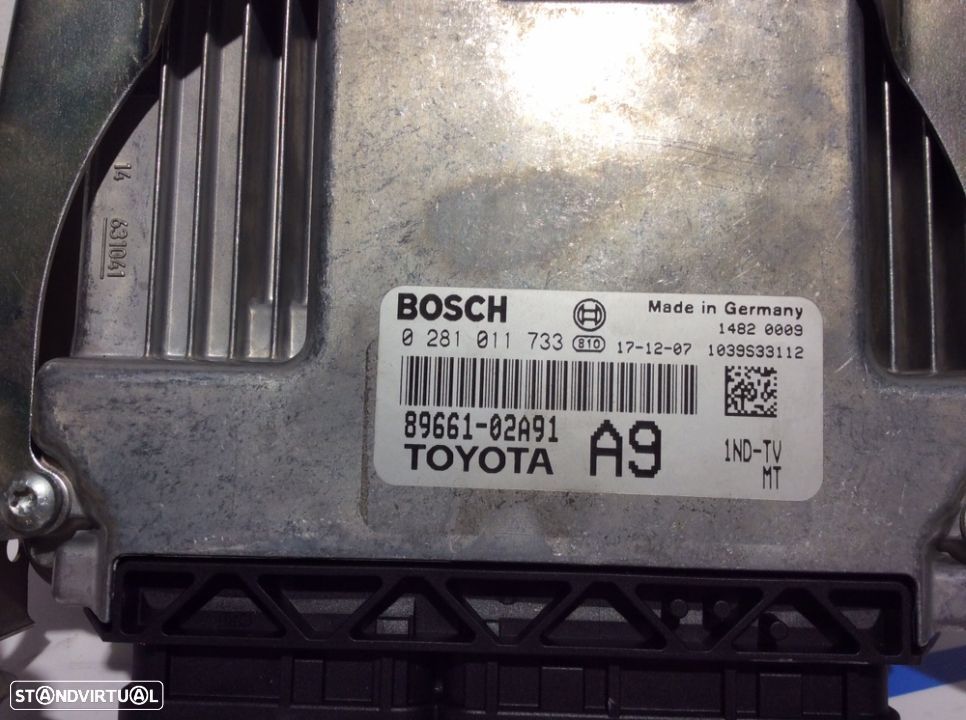 14
631041
BOSCH
Made in Germany
1482 0009
0 281 011 733 810 17-12-07 1039S33112
89661-02A91
TOYOTA
A9
1ND-TV
MT
STANDVIRTUAL